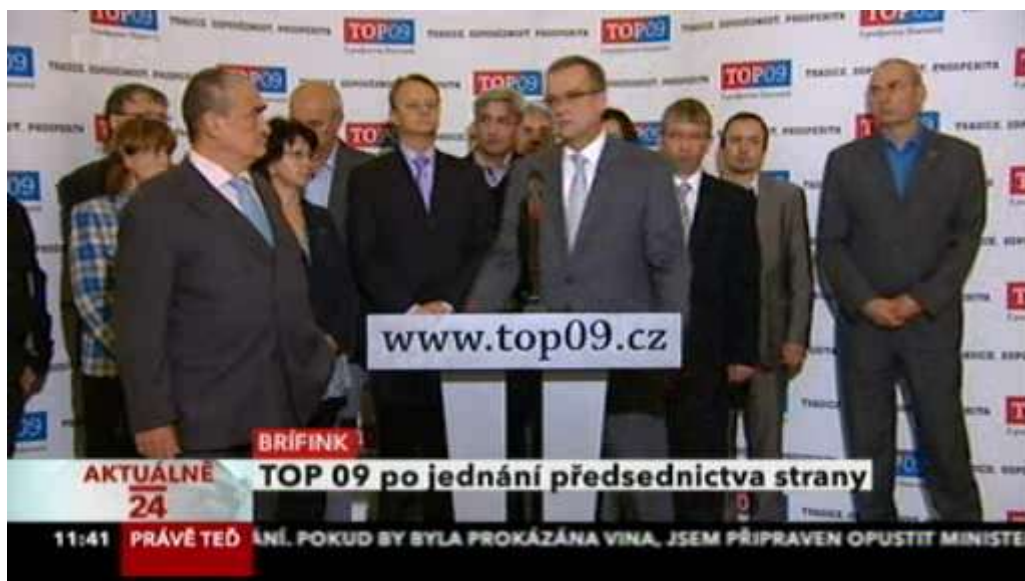 TOP09
TRADICE. ODPOVĚDNOST. PROSPERITA
www.top09.cz
BRÍFINK
AKTUÁLNĚ
24
TOP 09 po jednání předsednictva strany
11:41 PRÁVĚ TEĎ ÁNÍ. POKUD BY BYLA PROKÁZÁNA VINA, JSEM PŘIPRAVEN OPUSTIT MINISTE